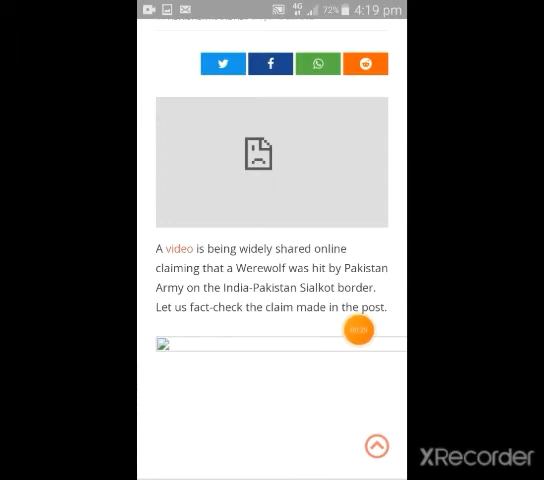 4G 72% 4:19 pm
A video is being widely shared online
claiming that a Werewolf was hit by Pakistan
Army on the India-Pakistan Sialkot border.
Let us fact-check the claim made in the post.
XRecorder